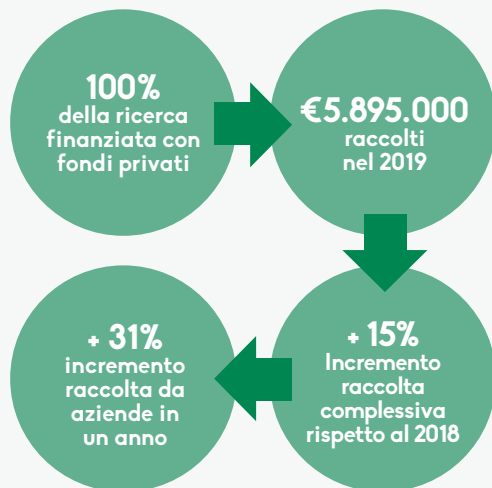 100%
della ricerca
finanziata con
fondi privati
€5.895.000
raccolti
nel 2019
+ 15%
Incremento
raccolta
complessiva
rispetto al 2018
+ 31%
incremento
raccolta da
aziende in
un anno